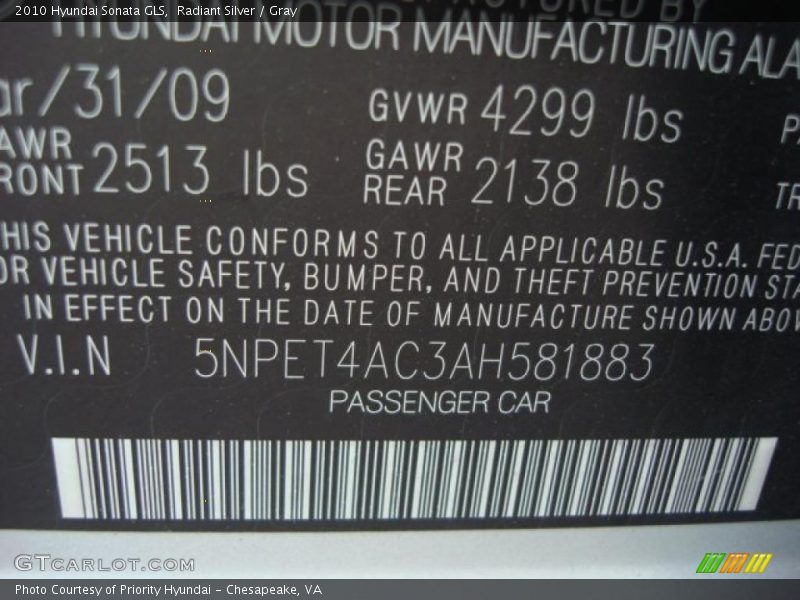 2010 Hyundai Sonata GLS, Radiant Silver / Gray
BY
HYUNDAI MOTOR MANUFACTURING ALA
ar/31/09 GVWR 4299 lbs
AWR FRONT 2513 lbs GAWR REAR 2138 lbs TR
HIS VEHICLE CONFORMS TO ALL APPLICABLE U.S.A. FED
OR VEHICLE SAFETY, BUMPER, AND THEFT PREVENTION STA
IN EFFECT ON THE DATE OF MANUFACTURE SHOWN ABOV
V.I.N 5NPET4AC3AH581883
PASSENGER CAR
GTCARLOT.COM
Photo Courtesy of Priority Hyundai - Chesapeake, VA